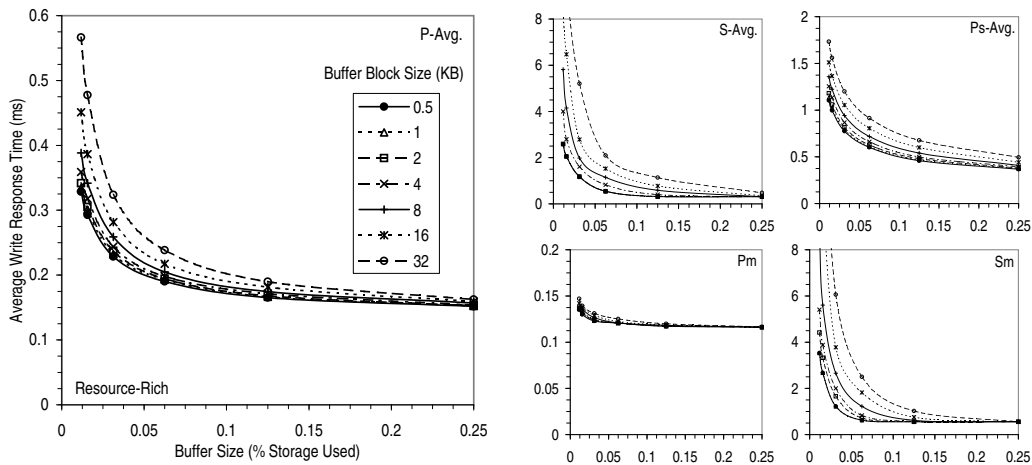 P-Avg.
Buffer Block Size (KB)
0.5
1
2
4
8
16
32
Resource-Rich
Average Write Response Time (ms)
0.6
0.5
0.4
0.3
0.2
0.1
0
0 0.05 0.1 0.15 0.2 0.25
Buffer Size (% Storage Used)
S-Avg.
8
6
4
2
0
0 0.05 0.1 0.15 0.2 0.25
Ps-Avg.
2
1.5
1
0.5
0
0 0.05 0.1 0.15 0.2 0.25
Pm
0.2
0.15
0.1
0.05
0
0 0.05 0.1 0.15 0.2 0.25
Sm
8
6
4
2
0
0 0.05 0.1 0.15 0.2 0.25